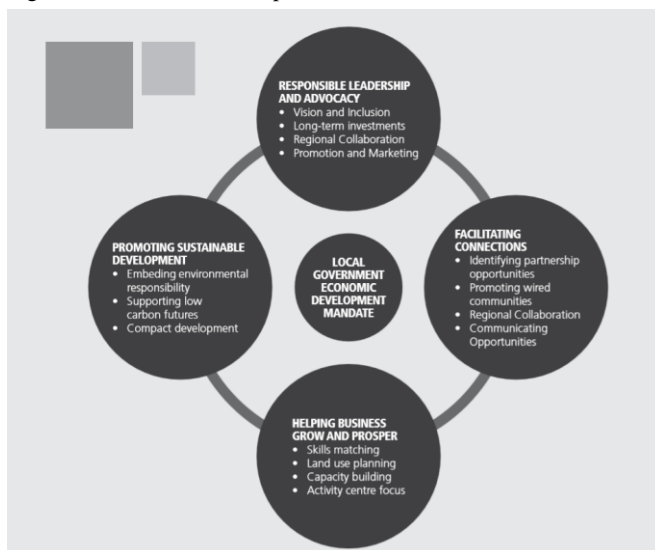 RESPONSIBLE LEADERSHIP
AND ADVOCACY
• Vision and Inclusion
• Long-term investments
• Regional Collaboration
• Promotion and Marketing
PROMOTING SUSTAINABLE
DEVELOPMENT
• Embeding environmental
responsibility
• Supporting low
carbon futures
• Compact development
LOCAL
GOVERNMENT
ECONOMIC
DEVELOPMENT
MANDATE
FACILITATING
CONNECTIONS
• Identifying partnership
opportunities
• Promoting wired
communities
• Regional Collaboration
• Communicating
Opportunities
HELPING BUSINESS
GROW AND PROSPER
• Skills matching
• Land use planning
• Capacity building
• Activity centre focus